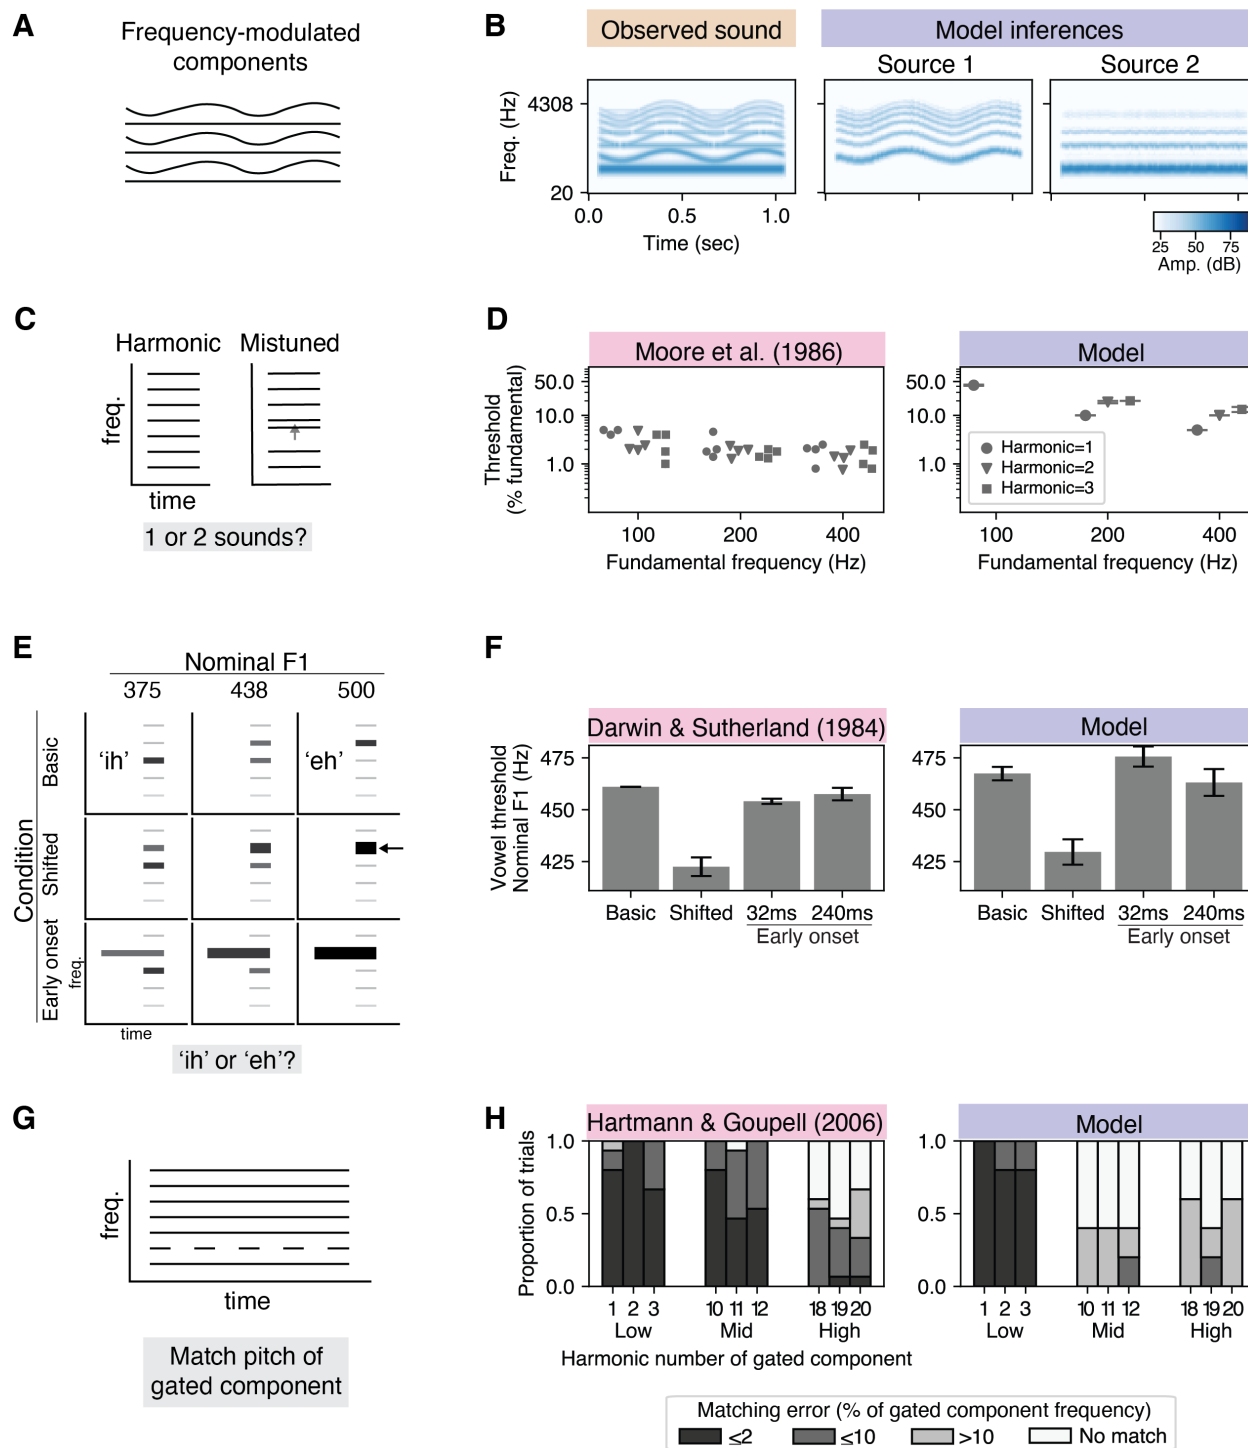 A
Frequency-modulated
components
B
Observed sound
Model inferences
Source 1
Source 2
Freq. (Hz)
4308
20
0.0
0.5
1.0
Time (sec)
25
50
75
Amp. (dB)
C
Harmonic
Mistuned
freq.
time
1 or 2 sounds?
D
Moore et al. (1986)
Model
Threshold
(% fundamental)
50.0
10.0
1.0
100
200
400
Fundamental frequency (Hz)
50.0
10.0
1.0
Harmonic=1
Harmonic=2
Harmonic=3
100
200
400
Fundamental frequency (Hz)
E
Nominal F1
375
438
500
Condition
Basic
'ih'
'eh'
Shifted
Early onset
freq.
time
'ih' or 'eh'?
F
Darwin & Sutherland (1984)
Model
Vowel threshold
Nominal F1 (Hz)
475
450
425
Basic
Shifted
32ms
240ms
Early onset
475
450
425
Basic
Shifted
32ms
240ms
Early onset
G
freq.
time
Match pitch of
gated component
H
Hartmann & Goupell (2006)
Model
Proportion of trials
1.0
0.5
0.0
1 2 3
10 11 12
18 19 20
Low
Mid
High
Harmonic number of gated component
1.0
0.5
0.0
1 2 3
10 11 12
18 19 20
Low
Mid
High
Matching error (% of gated component frequency)
≤2
≤10
>10
No match